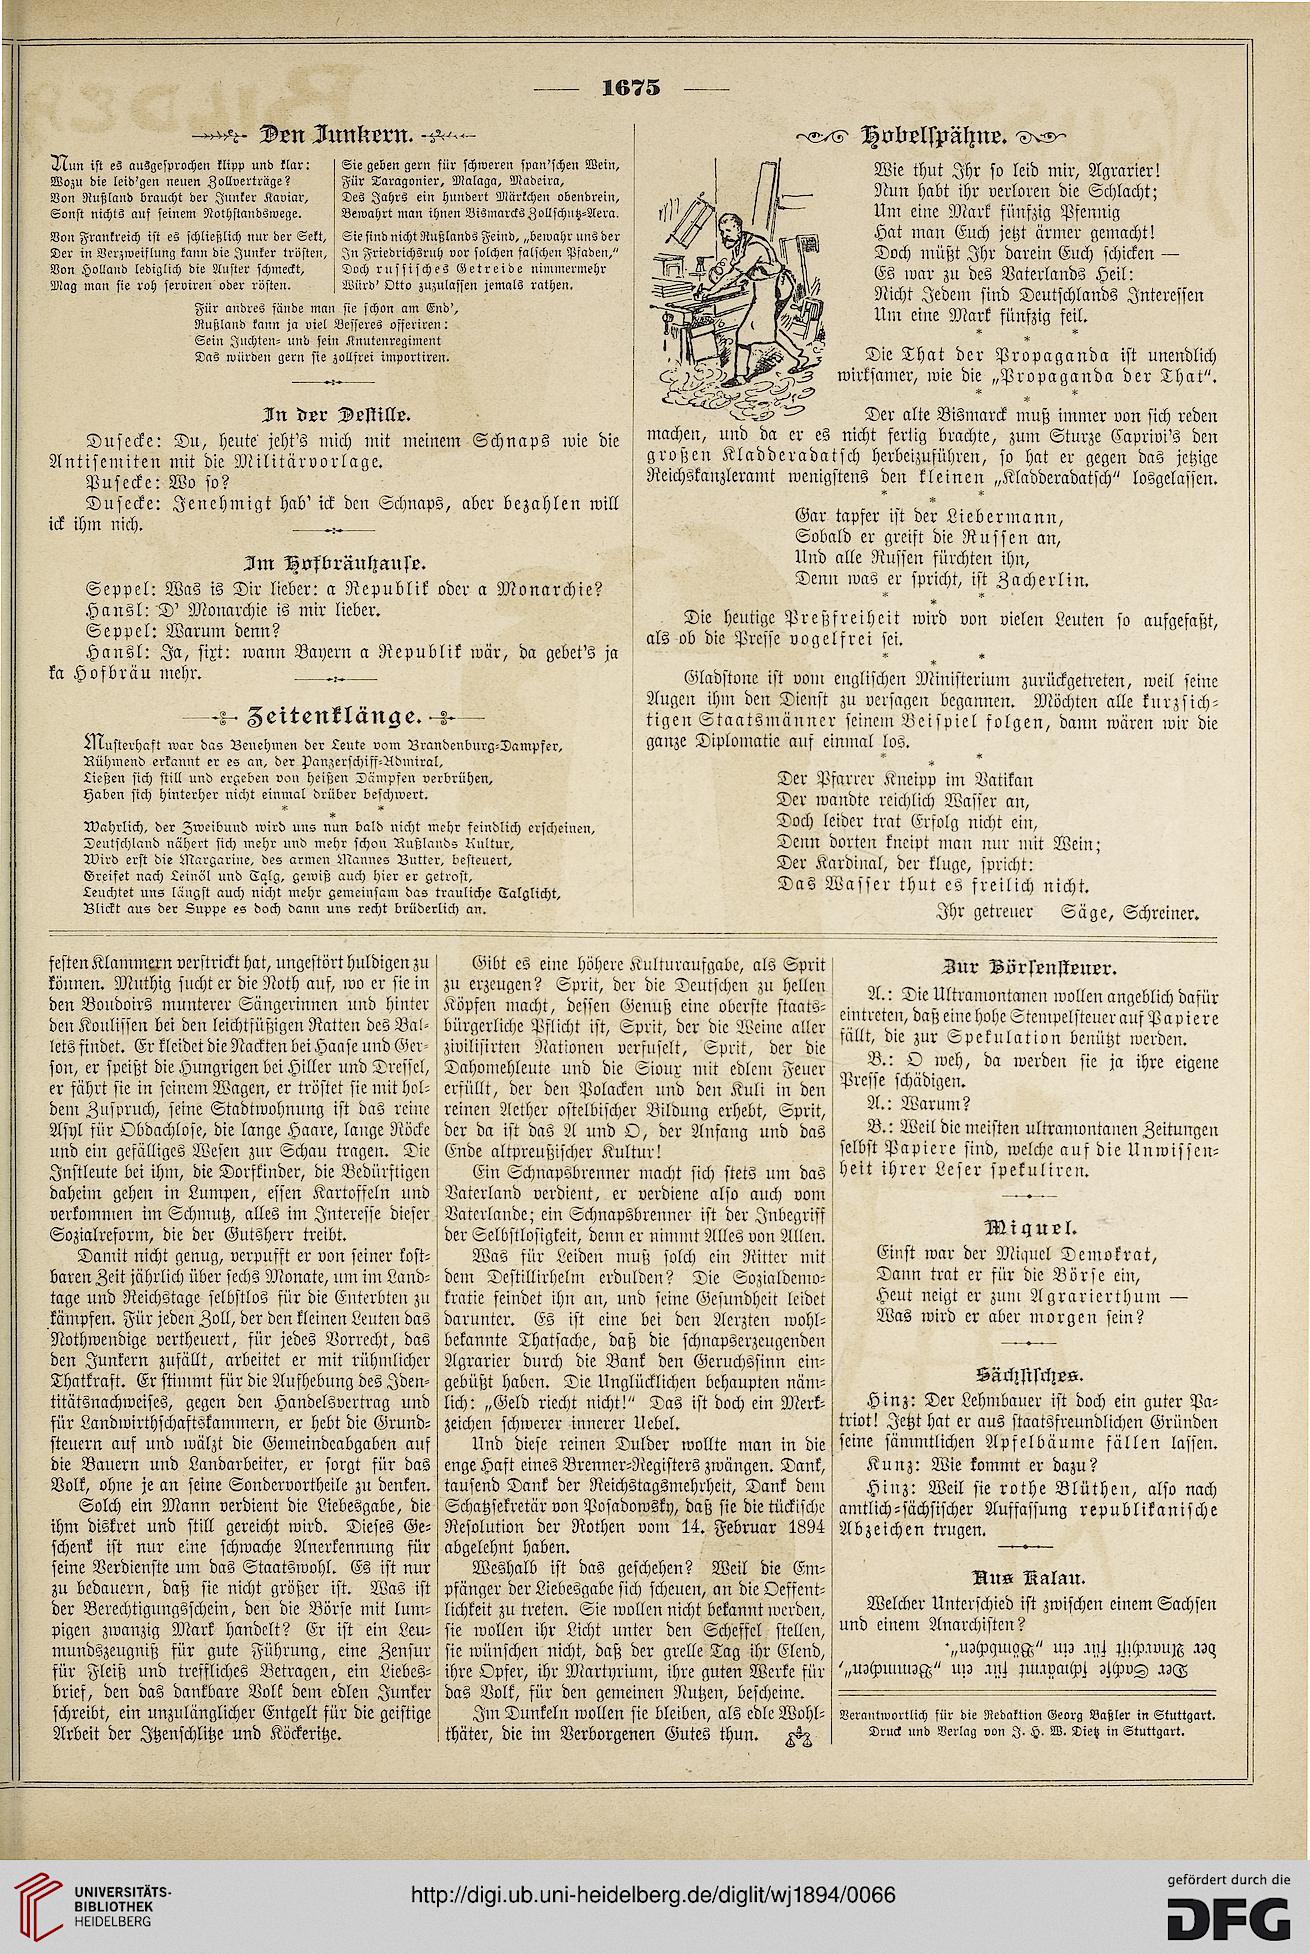 1675
Den Junkern.
Nun ist es ausgesprochen klipp und klar:
Wozu die leid'gen neuen Zollverträge?
Von Rußland braucht der Junker Kaviar,
Sonst nichts auf seinem Nothstandswege.
Von Frankreich ist es schließlich nur der Sekt,
Der in Verzweiflung kann die Junker trösten,
Von Holland lediglich die Auster schmeckt,
Mag man sie roh serviren oder rösten.
Sie geben gern für schweren span'schen Wein,
Für Taragonier, Malaga, Madeira,
Des Jahrs ein hundert Märkchen obendrein,
Bewahrt man ihnen Bismarcks Zollschutz-Aera.
Sie sind nicht Rußlands Feind, „bewahr uns der
In Friedrichsruh vor solchen falschen Pfaden,“
Doch russisches Getreide nimmermehr
Würd' Otto zuzulassen jemals rathen.
Für andres fände man sie schon am End',
Rußland kann ja viel Besseres offeriren:
Sein Juchten- und sein Knutenregiment
Das würden gern sie zollfrei importiren.
In der Destille.
Dusecke: Du, heute jeht's mich mit meinem Schnaps wie die
Antisemiten mit die Militärvorlage.
Pusecke: Wo so?
Dusecke: Jenehmigt hab' ick den Schnaps, aber bezahlen will
ick ihm nich.
Im Hofbräuhause.
Seppel: Was is Dir lieber: a Republik oder a Monarchie?
Hansl: D' Monarchie is mir lieber.
Seppel: Warum denn?
Hansl: Ja, sixt: wann Bayern a Republik wär, da gebet's ja
ka Hofbräu mehr.
Zeitenklänge.
Musterhaft war das Benehmen der Leute vom Brandenburg-Dampfer,
Rühmend erkannt er es an, der Panzerschiff-Admiral,
Ließen sich still und ergeben von heißen Dämpfen verbrühen,
Haben sich hinterher nicht einmal drüber beschwert.
* * *
Wahrlich, der Zweibund wird uns nun bald nicht mehr feindlich erscheinen,
Deutschland nähert sich mehr und mehr schon Rußlands Kultur,
Wird erst die Margarine, des armen Mannes Butter, besteuert,
Greifet nach Leinöl und Talg, gewiß auch hier er getrost,
Leuchtet uns längst auch nicht mehr gemeinsam das trauliche Talglicht,
Blickt aus der Suppe es doch dann uns recht brüderlich an.
Hobelspähne.
Wie thut Ihr so leid mir, Agrarier!
Nun habt ihr verloren die Schlacht;
Um eine Mark fünfzig Pfennig
Hat man Euch jetzt ärmer gemacht!
Doch müßt Ihr darein Euch schicken —
Es war zu des Vaterlands Heil:
Nicht Jedem sind Deutschlands Interessen
Um eine Mark fünfzig feil.
* * *
Die That der Propaganda ist unendlich
wirksamer, wie die „Propaganda der That“.
* * *
Der alte Bismarck muß immer von sich reden
machen, und da er es nicht fertig brachte, zum Sturze Caprivi's den
großen Kladderadatsch herbeizuführen, so hat er gegen das jetzige
Reichskanzleramt wenigstens den kleinen „Kladderadatsch“ losgelassen.
* * *
Gar tapfer ist der Liebermann,
Sobald er greift die Russen an,
Und alle Russen fürchten ihn,
Denn was er spricht, ist Zacherlin.
* * *
Die heutige Preßfreiheit wird von vielen Leuten so aufgefaßt,
als ob die Presse vogelfrei sei.
* * *
Gladstone ist vom englischen Ministerium zurückgetreten, weil seine
Augen ihm den Dienst zu versagen begannen. Möchten alle kurzsich-
tigen Staatsmänner seinem Beispiel folgen, dann wären wir die
ganze Diplomatie auf einmal los.
* * *
Der Pfarrer Kneipp im Vatikan
Der wandte reichlich Wasser an,
Doch leider trat Erfolg nicht ein,
Denn dorten kneipt man nur mit Wein;
Der Kardinal, der kluge, spricht:
Das Wasser thut es freilich nicht.
Ihr getreuer Säge, Schreiner.
festen Klammern verstrickt hat, ungestört huldigen zu
können. Muthig sucht er die Noth auf, wo er sie in
den Boudoirs munterer Sängerinnen und hinter
den Koulissen bei den leichtfüßigen Ratten des Bal-
lets findet. Er kleidet die Nackten bei Haase und Ger-
son, er speißt die Hungrigen bei Hiller und Dressel,
er fährt sie in seinem Wagen, er tröstet sie mit hol-
dem Zuspruch, seine Stadtwohnung ist das reine
Asyl für Obdachlose, die lange Haare, lange Röcke
und ein gefälliges Wesen zur Schau tragen. Die
Instleute bei ihm, die Dorfkinder, die Bedürftigen
daheim gehen in Lumpen, essen Kartoffeln und
verkommen im Schmutz, alles im Interesse dieser
Sozialreform, die der Gutsherr treibt.
Damit nicht genug, verpufft er von seiner kost-
baren Zeit jährlich über sechs Monate, um im Land-
tage und Reichstage selbstlos für die Enterbten zu
kämpfen. Für jeden Zoll, der den kleinen Leuten das
Nothwendige vertheuert, für jedes Vorrecht, das
den Junkern zufällt, arbeitet er mit rühmlicher
Thatkraft. Er stimmt für die Aufhebung des Iden-
titätsnachweises, gegen den Handelsvertrag und
für Landwirthschaftskammern, er hebt die Grund-
steuern auf und wälzt die Gemeindeabgaben auf
die Bauern und Landarbeiter, er sorgt für das
Volk, ohne je an seine Sondervortheile zu denken.
Solch ein Mann verdient die Liebesgabe, die
ihm diskret und still gereicht wird. Dieses Ge-
schenk ist nur eine schwache Anerkennung für
seine Verdienste um das Staatswohl. Es ist nur
zu bedauern, daß sie nicht größer ist. Was ist
der Berechtigungsschein, den die Börse mit lum-
pigen zwanzig Mark handelt? Er ist ein Leu-
mundszeugniß für gute Führung, eine Zensur
für Fleiß und treffliches Betragen, ein Liebes-
brief, den das dankbare Volk dem edlen Junker
schreibt, ein unzulänglicher Entgelt für die geistige
Arbeit der Itzenschlitze und Köckeritze.
Gibt es eine höhere Kulturaufgabe, als Sprit
zu erzeugen? Sprit, der die Deutschen zu hellen
Köpfen macht, dessen Genuß eine oberste staats-
bürgerliche Pflicht ist, Sprit, der die Weine aller
zivilisirten Nationen verfuselt, Sprit, der die
Dahomehleute und die Sioux mit edlem Feuer
erfüllt, der den Polacken und den Kuli in den
reinen Aether ostelbischer Bildung erhebt, Sprit,
der da ist das A und O, der Anfang und das
Ende altpreußischer Kultur!
Ein Schnapsbrenner macht sich stets um das
Vaterland verdient, er verdiene also auch vom
Vaterlande; ein Schnapsbrenner ist der Inbegriff
der Selbstlosigkeit, denn er nimmt Alles von Allen.
Was für Leiden muß solch ein Ritter mit
dem Destillirhelm erdulden? Die Sozialdemo-
kratie feindet ihn an, und seine Gesundheit leidet
darunter. Es ist eine bei den Aerzten wohl-
bekannte Thatsache, daß die schnapserzeugenden
Agrarier durch die Bank den Geruchssinn ein-
gebüßt haben. Die Unglücklichen behaupten näm-
lich: „Geld riecht nicht!“ Das ist doch ein Merk-
zeichen schwerer innerer Uebel.
Und diese reinen Dulder wollte man in die
enge Haft eines Brenner-Registers zwängen. Dank,
tausend Dank der Reichstagsmehrheit, Dank dem
Schatzsekretär von Posadowsky, daß sie die tückische
Resolution der Rothen vom 14. Februar 1894
abgelehnt haben.
Weshalb ist das geschehen? Weil die Em-
pfänger der Liebesgabe sich scheuen, an die Oeffent-
lichkeit zu treten. Sie wollen nicht bekannt werden,
sie wollen ihr Licht unter den Scheffel stellen,
sie wünschen nicht, daß der grelle Tag ihr Elend,
ihre Opfer, ihr Martyrium, ihre guten Werke für
das Volk, für den gemeinen Nutzen, bescheine.
Im Dunkeln wollen sie bleiben, als edle Wohl-
thäter, die im Verborgenen Gutes thun.
Zur Börsensteuer.
A.: Die Ultramontanen wollen angeblich dafür
eintreten, daß eine hohe Stempelsteuer auf Papiere
fällt, die zur Spekulation benützt werden.
B.: O weh, da werden sie ja ihre eigene
Presse schädigen.
A.: Warum?
B.: Weil die meisten ultramontanen Zeitungen
selbst Papiere sind, welche auf die Unwissen-
heit ihrer Leser spekuliren.
Miquel.
Einst war der Miquel Demokrat,
Dann trat er für die Börse ein,
Heut neigt er zum Agrarierthum —
Was wird er aber morgen sein?
Sächsisches.
Hinz: Der Lehmbauer ist doch ein guter Pa-
triot! Jetzt hat er aus staatsfreundlichen Gründen
seine sämmtlichen Apfelbäume fällen lassen.
Kunz: Wie kommt er dazu?
Hinz: Weil sie rothe Blüthen, also nach
amtlich-sächsischer Auffassung republikanische
Abzeichen trugen.
Aus Kalau.
Welcher Unterschied ist zwischen einem Sachsen
und einem Anarchisten?
Der Sachse schwärmt für ein „Bemmchen“,
der Anarchist für ein „Bömbchen“.
Verantwortlich für die Redaktion Georg Baßler in Stuttgart.
Druck und Verlag von J. H. W. Dietz in Stuttgart.
UNIVERSITÄTS-
BIBLIOTHEK
HEIDELBERG
http://digi.ub.uni-heidelberg.de/diglit/wj1894/0066
gefördert durch die
DFG